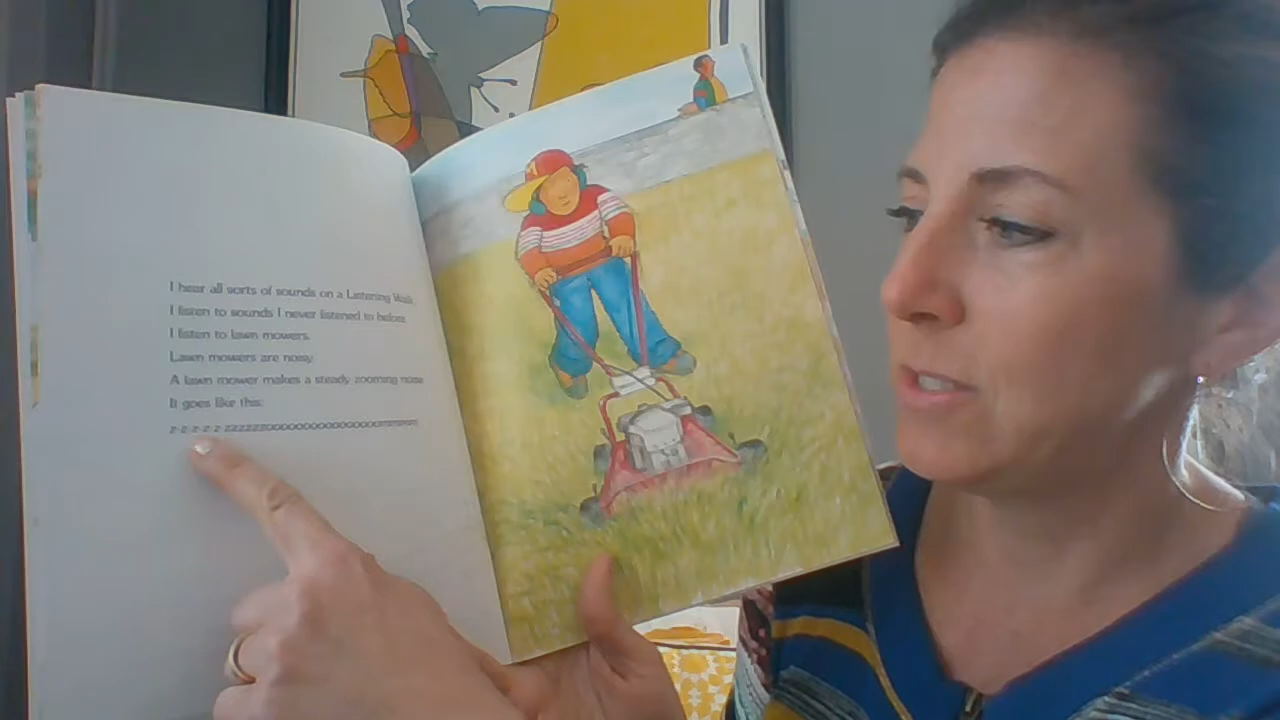 I hear all sorts of sounds on a Listening Walk.
I listen to sounds I never listened to before.
I listen to lawn mowers.
Lawn mowers are noisy.
A lawn mower makes a steady zooming noise.
It goes like this: